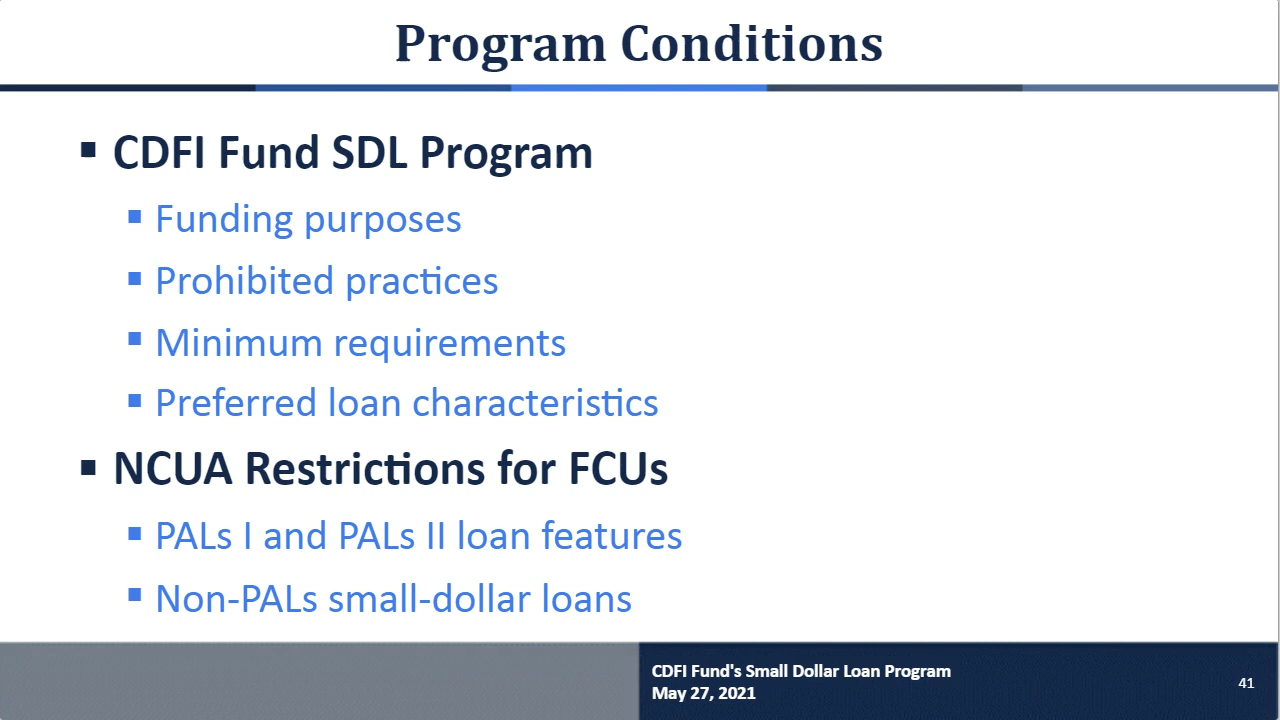 Program Conditions
▪ CDFI Fund SDL Program
▪ Funding purposes
▪ Prohibited practices
▪ Minimum requirements
▪ Preferred loan characteristics
▪ NCUA Restrictions for FCUs
▪ PALs I and PALs II loan features
▪ Non-PALs small-dollar loans
CDFI Fund's Small Dollar Loan Program
May 27, 2021
41